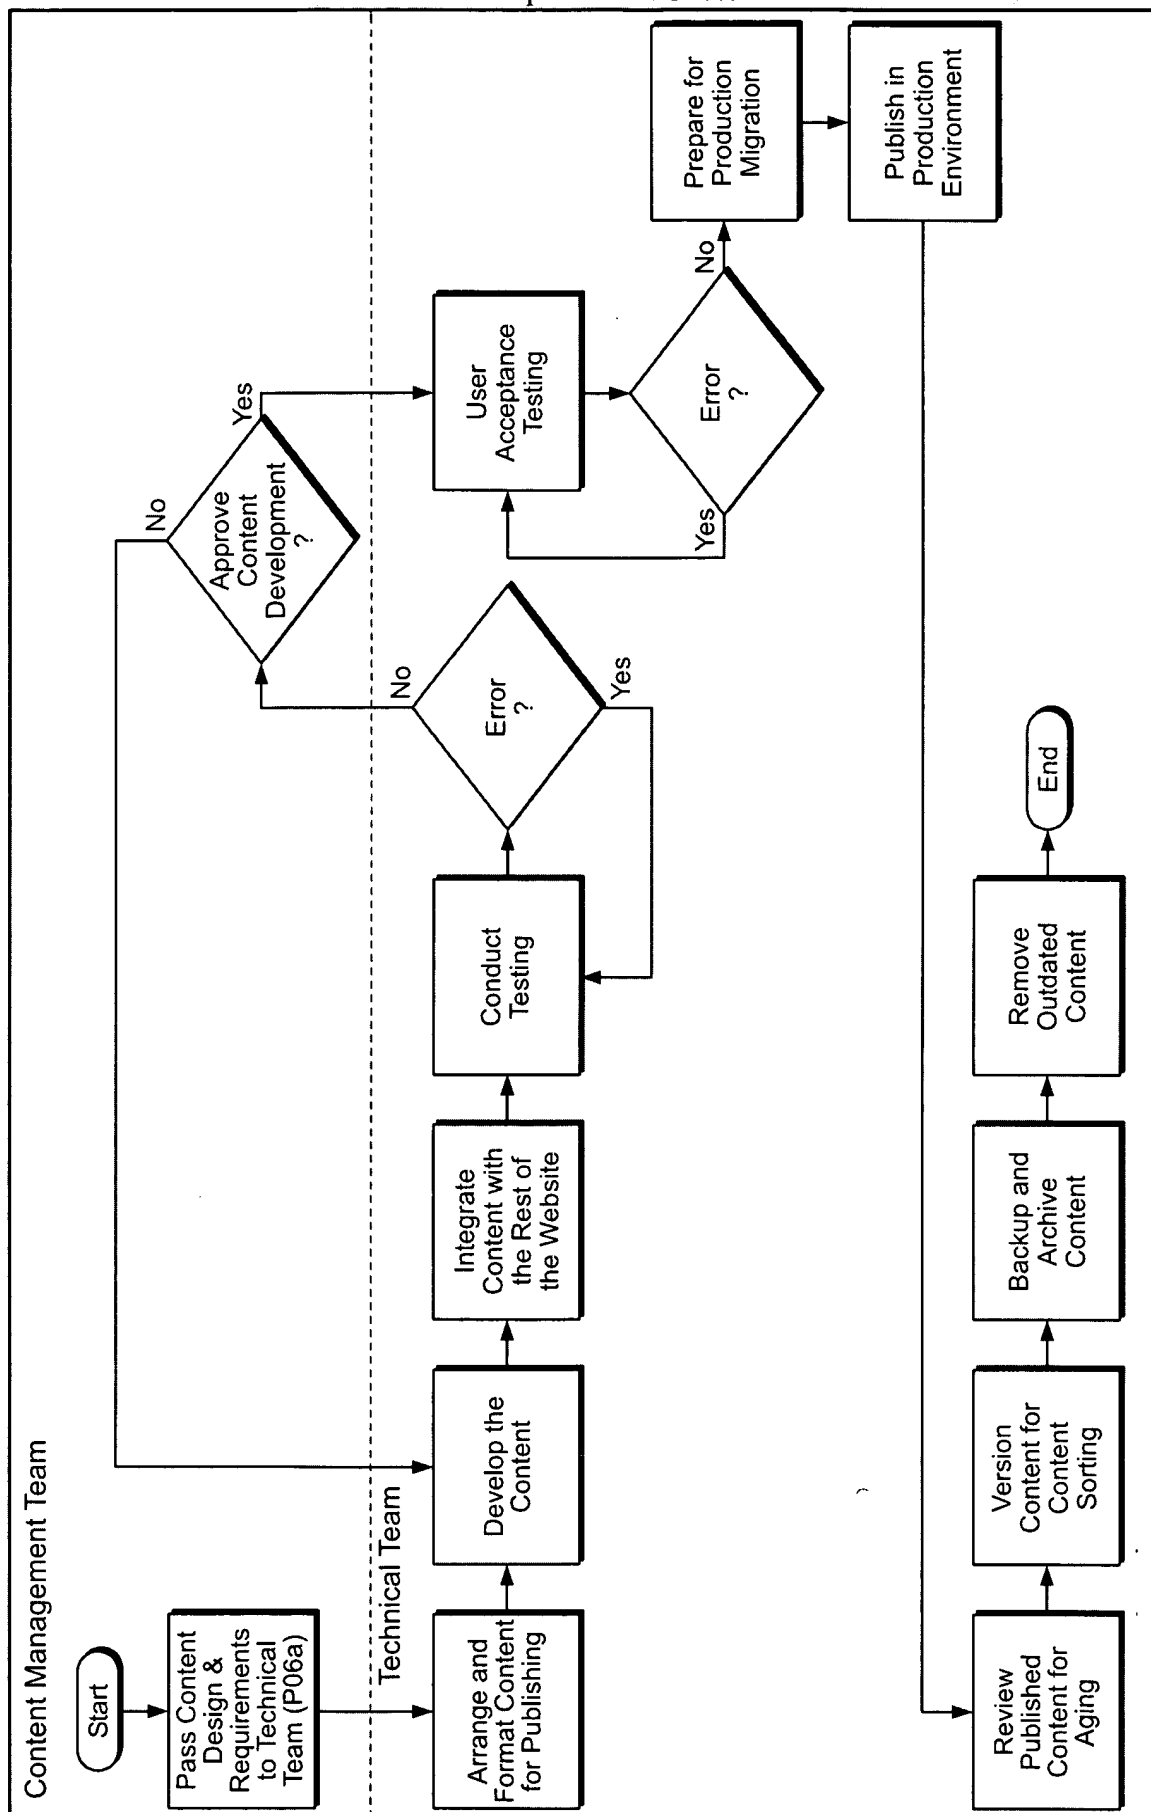 Content Management Team
Start
Pass Content
Design &
Requirements
to Technical
Team (P06a)
No
Approve
Content
Development
?
Yes
Technical Team
Arrange and
Format Content
for Publishing
Develop the
Content
Integrate
Content with
the Rest of
the Website
Conduct
Testing
No
Error
?
Yes
User
Acceptance
Testing
Yes
Error
?
No
Prepare for
Production
Migration
Publish in
Production
Environment
Review
Published
Content for
Aging
Version
Content for
Content
Sorting
Backup and
Archive
Content
Remove
Outdated
Content
End